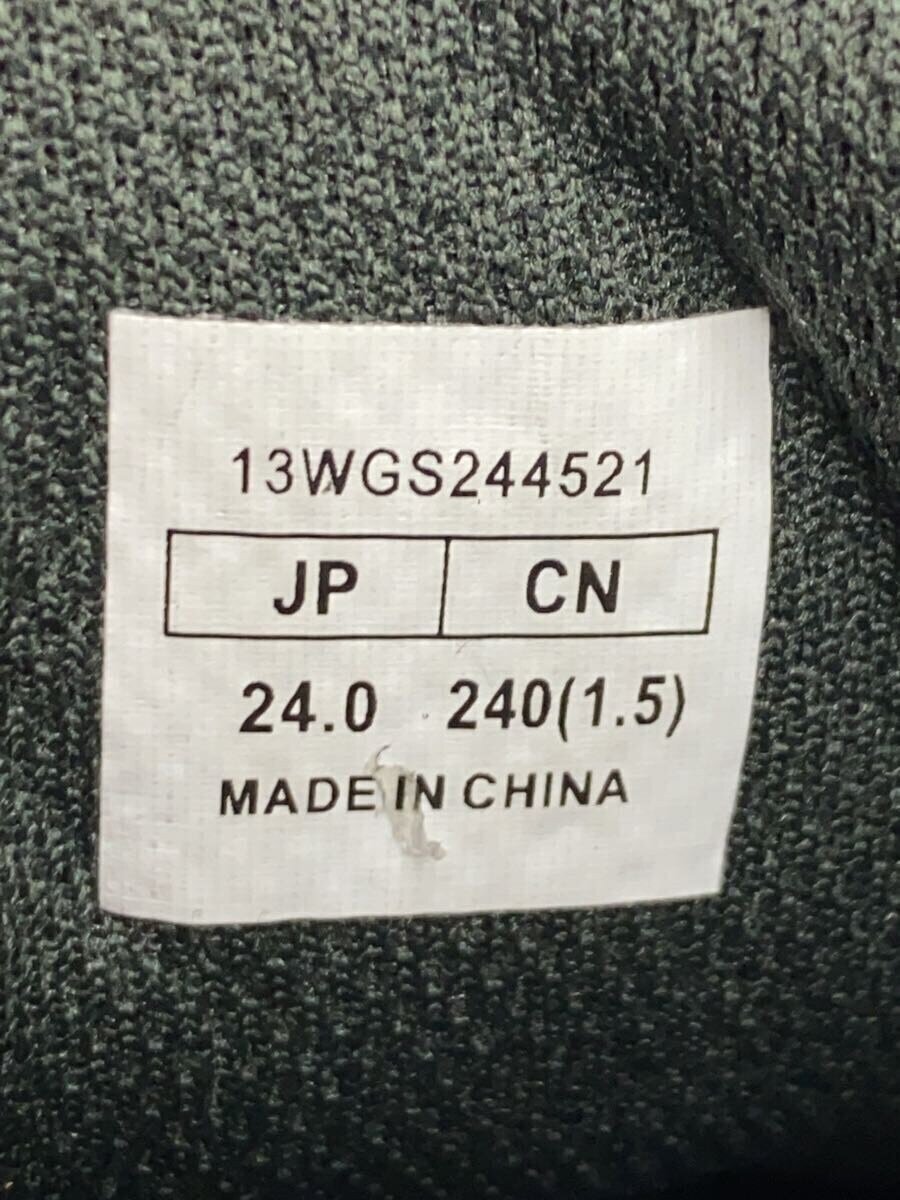 13WGS244521
JP CN
24.0 240(1.5)
MADE IN CHINA